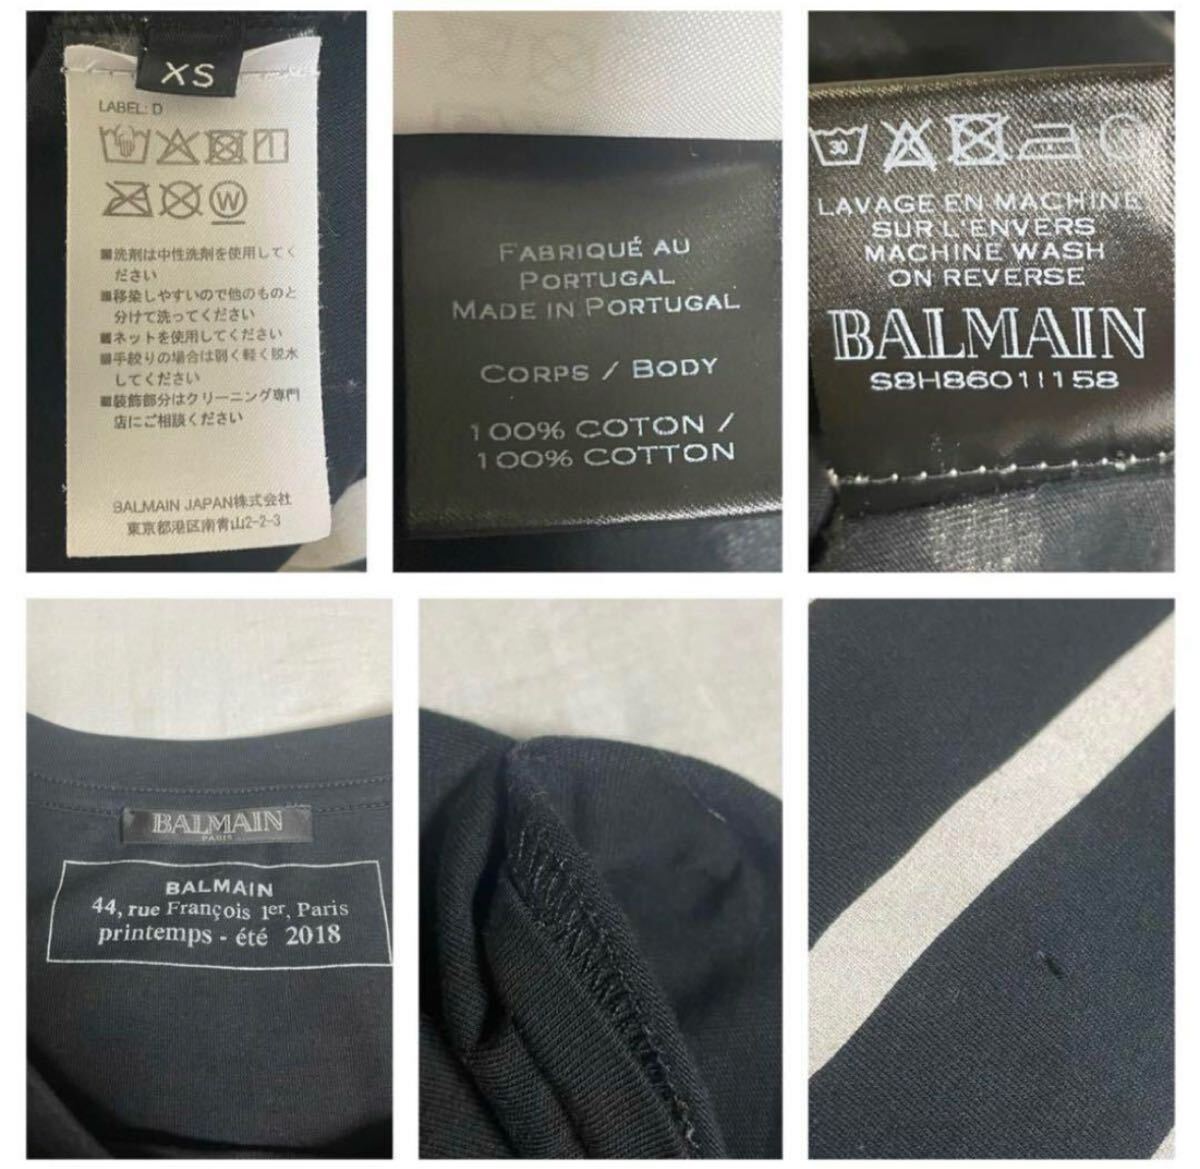 XS
LABEL: D
W
■洗剤は中性洗剤を使用してく
ださい
■移染しやすいので他のものと
分けて洗ってください
■ネットを使用してください
■手絞りの場合は弱く軽く脱水
してください
■装飾部分はクリーニング専門
店にご相談ください
BALMAIN JAPAN株式会社
東京都港区南青山2-2-3
FABRIQUÉ AU
PORTUGAL
MADE IN PORTUGAL
CORPS / BODY
100% COTON /
100% COTTON
30
LAVAGE EN MACHINE
SUR L'ENVERS
MACHINE WASH
ON REVERSE
BALMAIN
S8H8601I158
BALMAIN
PARIS
BALMAIN
44, rue François 1er, Paris
printemps - été 2018